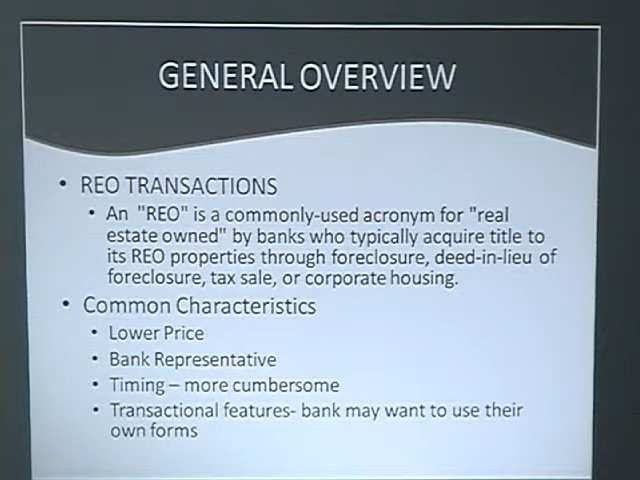 GENERAL OVERVIEW
• REO TRANSACTIONS
• An "REO" is a commonly-used acronym for "real
estate owned" by banks who typically acquire title to
its REO properties through foreclosure, deed-in-lieu of
foreclosure, tax sale, or corporate housing.
• Common Characteristics
• Lower Price
• Bank Representative
• Timing – more cumbersome
• Transactional features- bank may want to use their
own forms